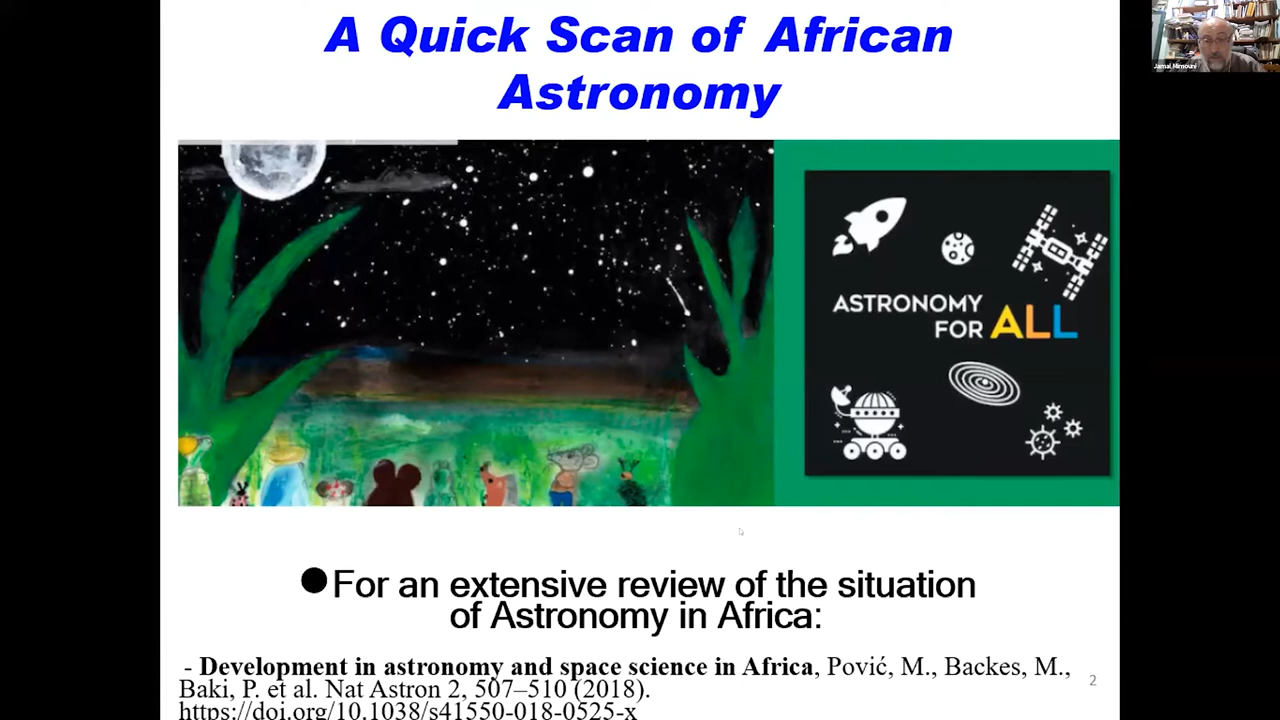 A Quick Scan of African
Astronomy
Jamal Mimouni
ASTRONOMY
FOR ALL
●For an extensive review of the situation
of Astronomy in Africa:
- Development in astronomy and space science in Africa, Pović, M., Backes, M.,
Baki, P. et al. Nat Astron 2, 507–510 (2018).
https://doi.org/10.1038/s41550-018-0525-x
2